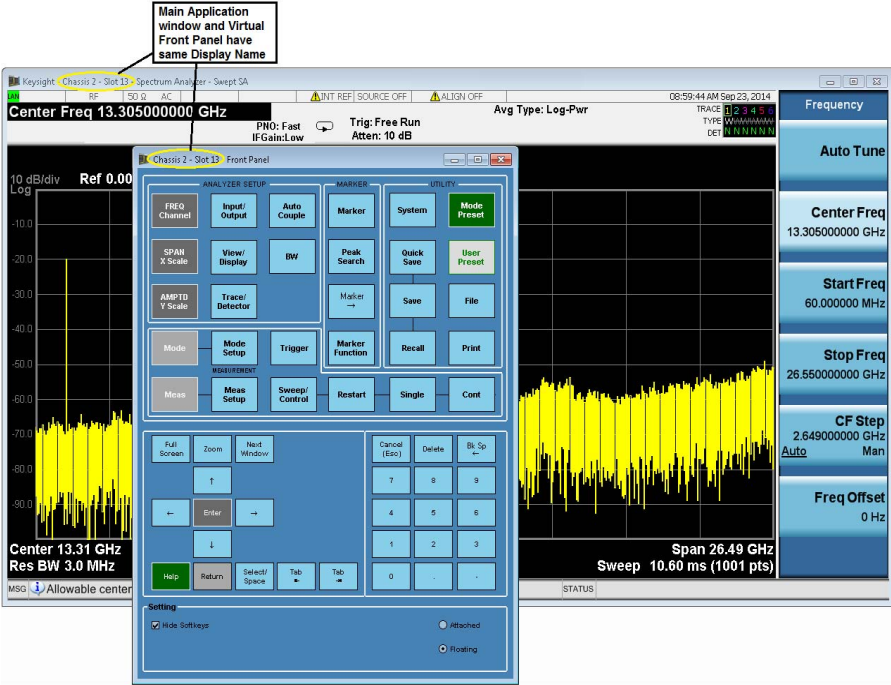 Main Application
window and Virtual
Front Panel have
same Display Name
Keysight - Chassis 2 - Slot 13 - Spectrum Analyzer - Swept SA
LAN RF 50 Ω AC INT REF SOURCE OFF ALIGN OFF 08:59:44 AM Sep 23, 2014
Center Freq 13.305000000 GHz
PNO: Fast
IFGain:Low
Trig: Free Run
Atten: 10 dB
Avg Type: Log-Pwr
TRACE 1 2 3 4 5 6
TYPE
DET N N N N N N
10 dB/div Ref 0.00
Log
-10.0
-20.0
-30.0
-40.0
-50.0
-60.0
-70.0
-80.0
-90.0
Center 13.31 GHz
Res BW 3.0 MHz
Span 26.49 GHz
Sweep 10.60 ms (1001 pts)
MSG Allowable center
STATUS
Frequency
Auto Tune
Center Freq
13.305000000 GHz
Start Freq
60.000000 MHz
Stop Freq
26.550000000 GHz
CF Step
2.649000000 GHz
Auto Man
Freq Offset
0 Hz
Chassis 2 - Slot 13 Front Panel
ANALYZER SETUP MARKER UTILITY
FREQ
Channel
Input/
Output
Auto
Couple
Marker
System
Mode
Preset
SPAN
X Scale
View/
Display
BW
Peak
Search
Quick
Save
User
Preset
AMPTD
Y Scale
Trace/
Detector
Marker
→
Save
File
Mode
Mode
Setup
Trigger
Marker
Function
Recall
Print
MEASUREMENT
Meas
Meas
Setup
Sweep/
Control
Restart
Single
Cont
Full
Screen
Zoom
Next
Window
Cancel
(Esc)
Delete
Bk Sp
←
↑
7 8 9
← Enter →
4 5 6
↓
1 2 3
Help
Return
Select/
Space
Tab
Tab
0 . -
Setting
Hide Softkeys
Attached
Floating